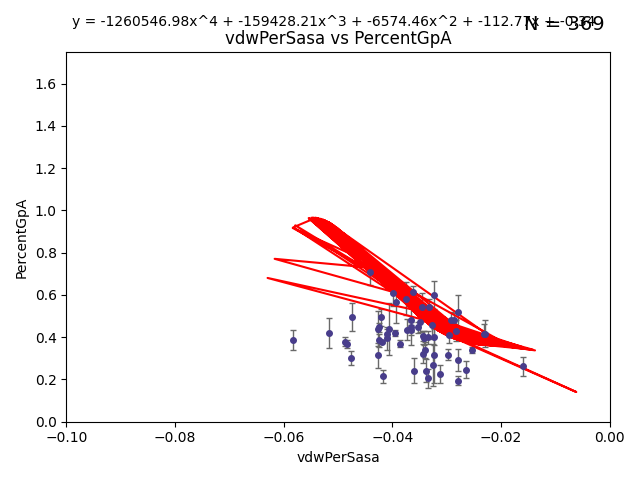 y = -1260546.98x^4 + -159428.21x^3 + -6574.46x^2 + -112.77x + -0.34
N = 369
vdwPerSasa vs PercentGpA
PercentGpA
1.6
1.4
1.2
1.0
0.8
0.6
0.4
0.2
0.0
−0.10 −0.08 −0.06 −0.04 −0.02 0.00
vdwPerSasa